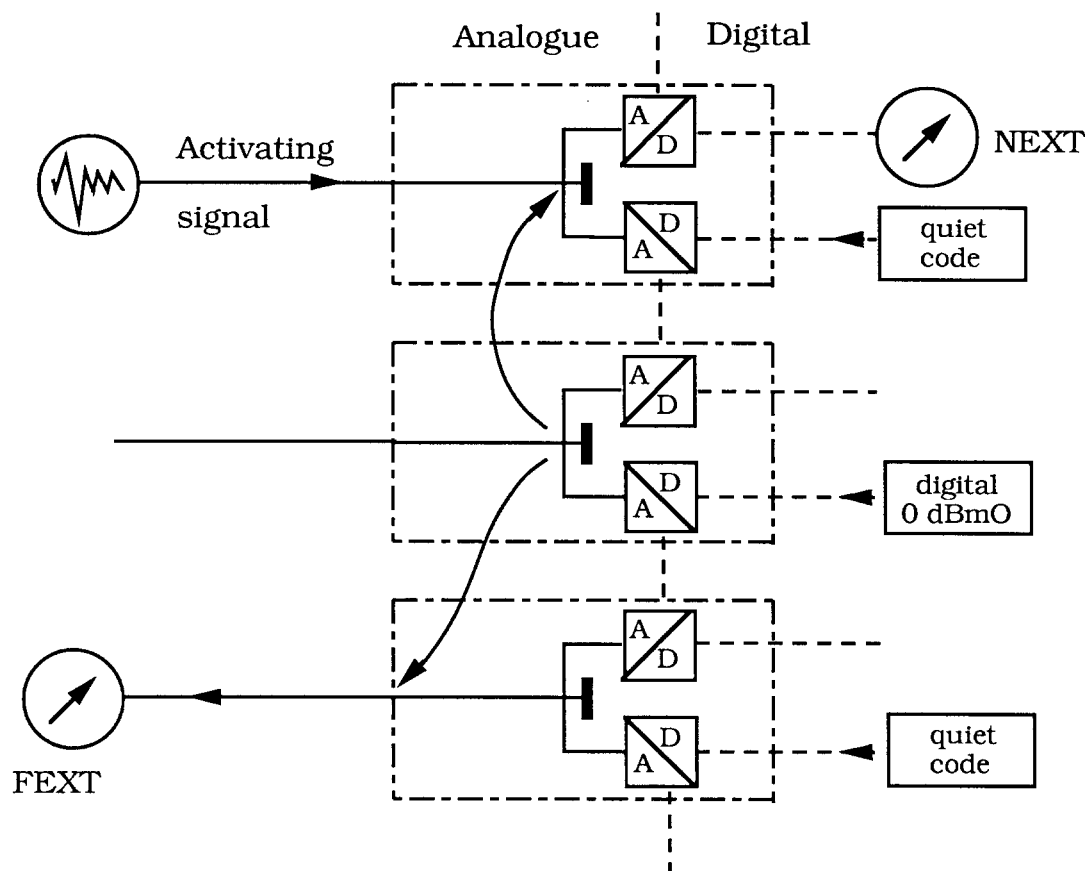 Analogue Digital
A
D
NEXT
Activating
signal
D
A
quiet
code
A
D
D
A
digital
0 dBmO
A
D
FEXT
D
A
quiet
code